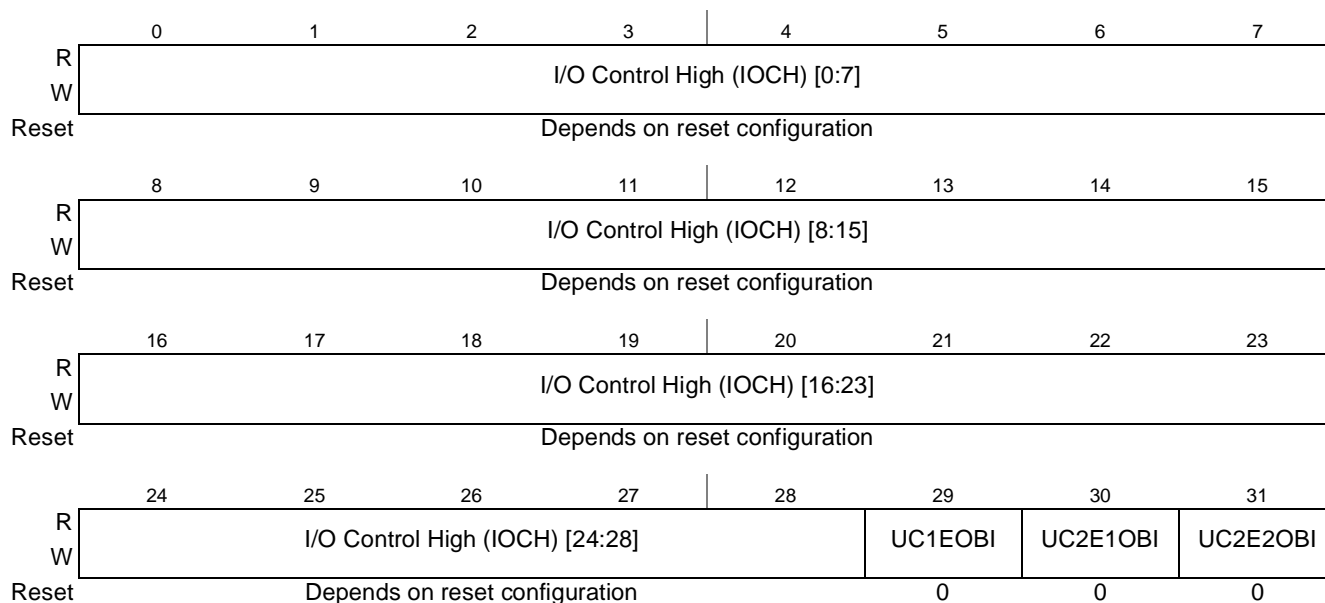 0 1 2 3 4 5 6 7
R
I/O Control High (IOCH) [0:7]
W
Reset Depends on reset configuration
8 9 10 11 12 13 14 15
R
I/O Control High (IOCH) [8:15]
W
Reset Depends on reset configuration
16 17 18 19 20 21 22 23
R
I/O Control High (IOCH) [16:23]
W
Reset Depends on reset configuration
24 25 26 27 28 29 30 31
R
I/O Control High (IOCH) [24:28] UC1EOBI UC2E1OBI UC2E2OBI
W
Reset Depends on reset configuration 0 0 0